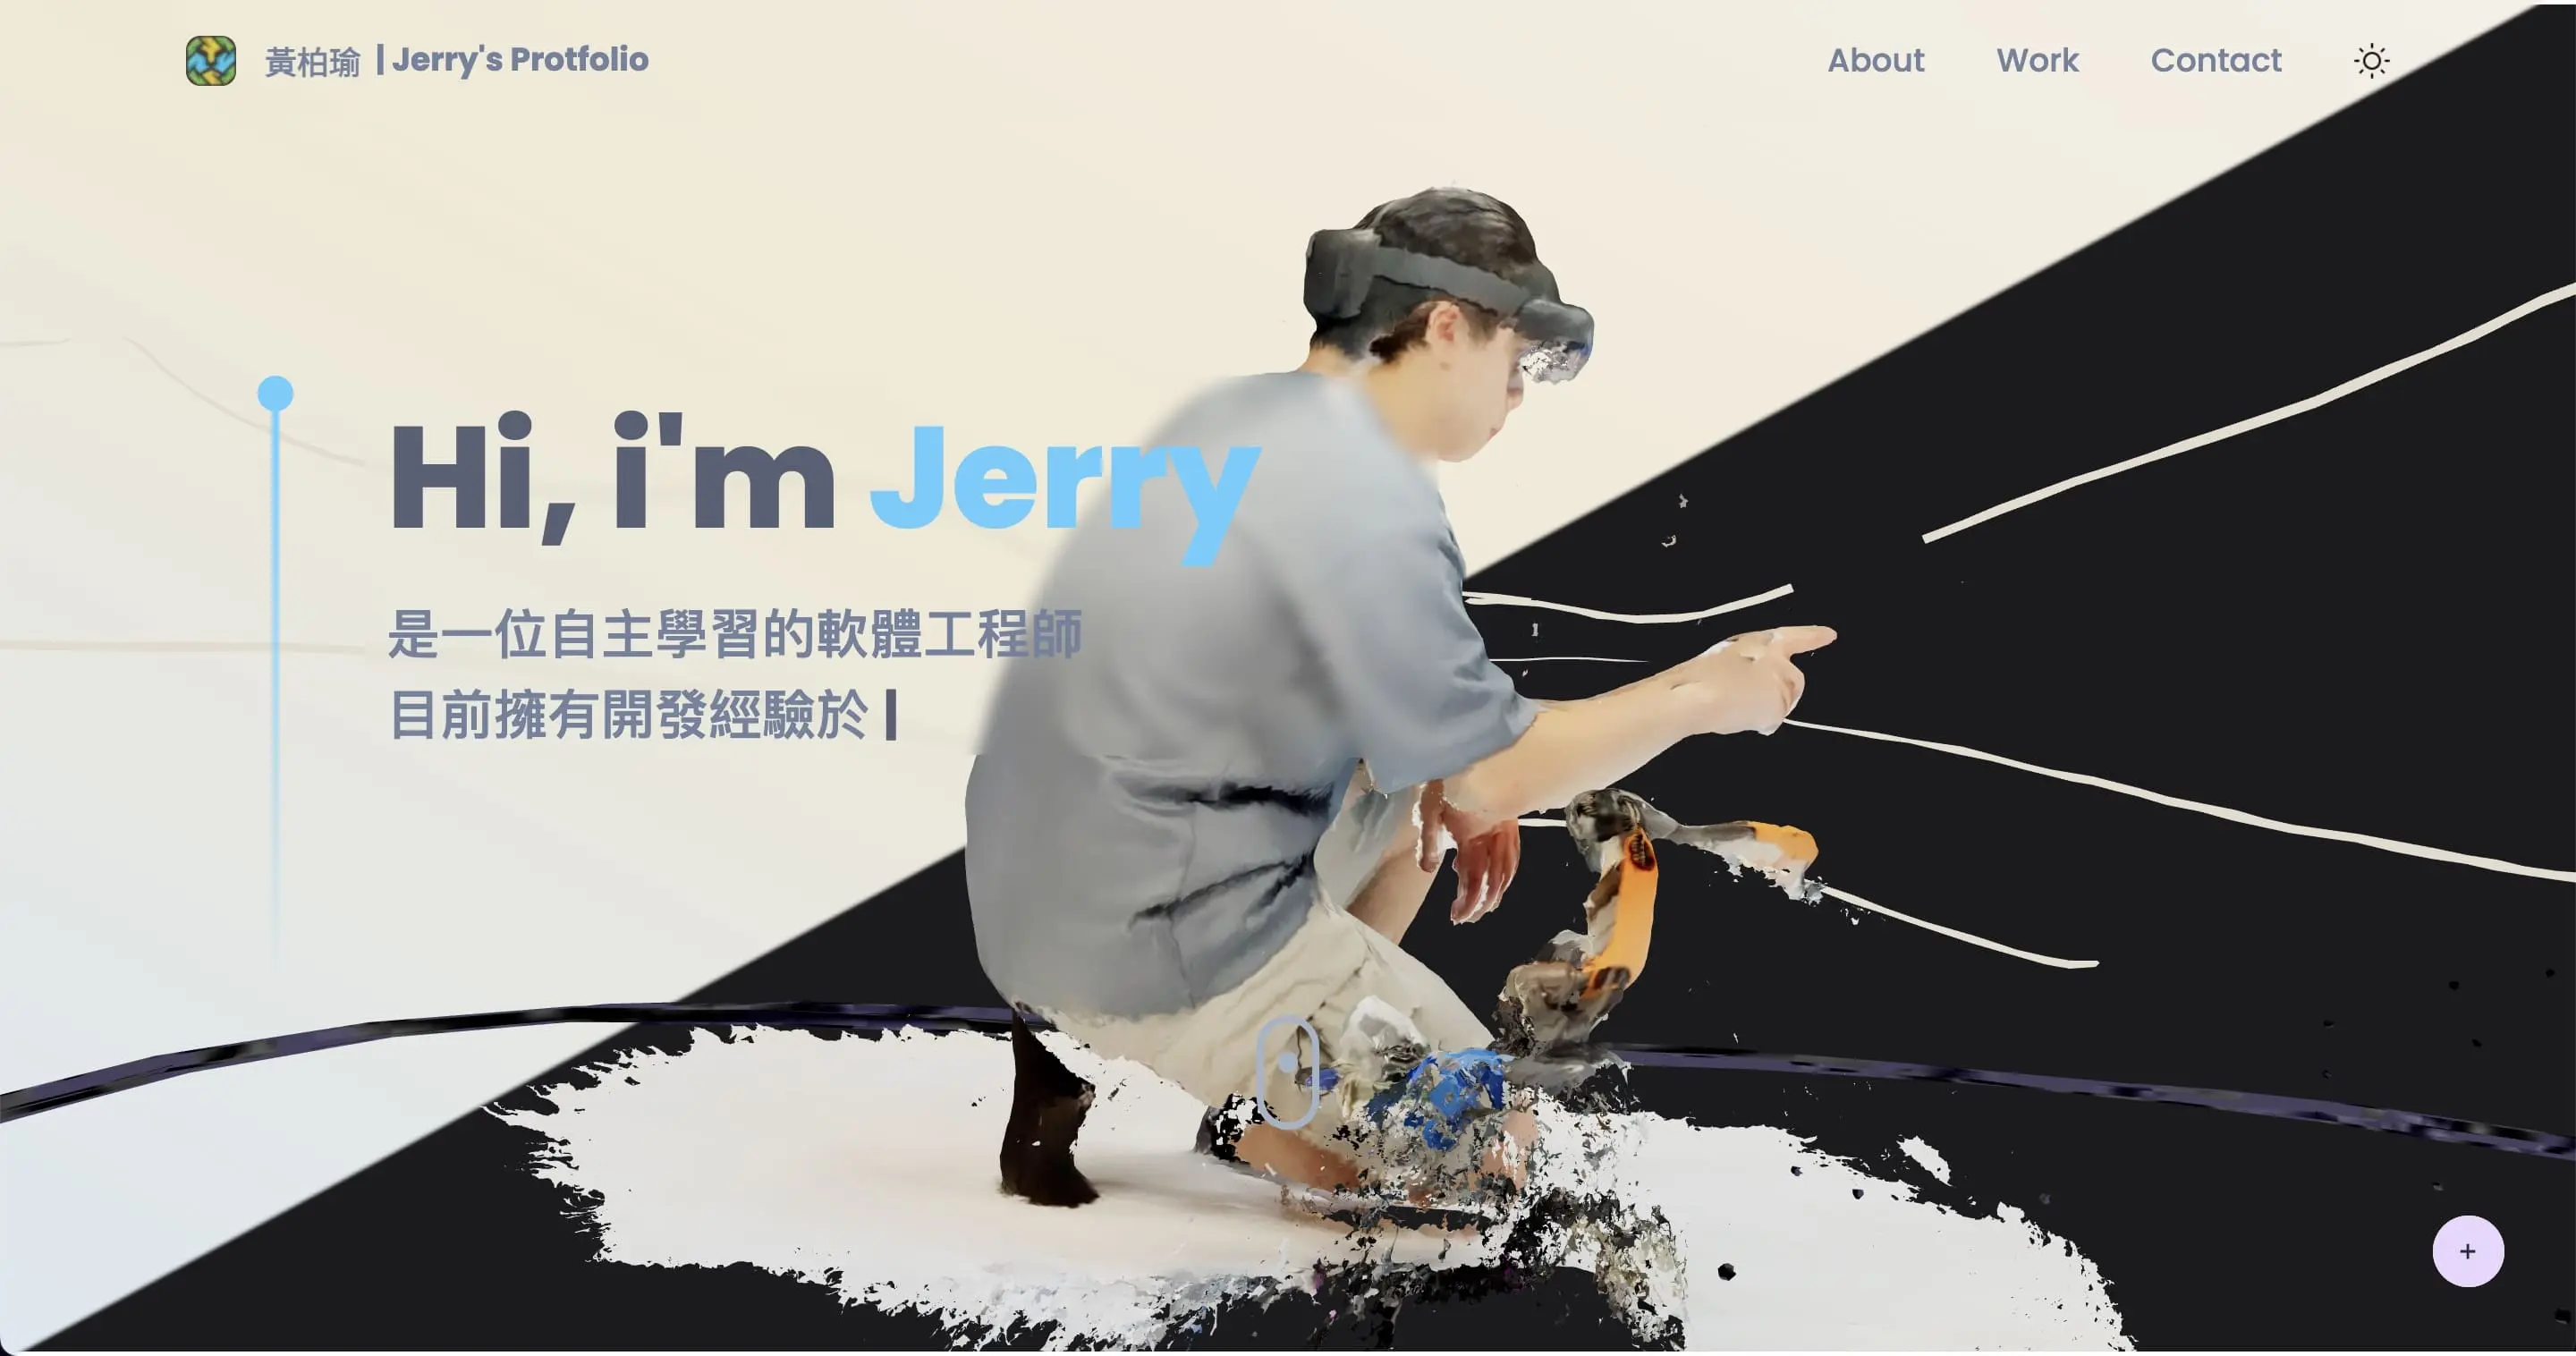 黃柏瑜 | Jerry's Protfolio
About Work Contact
Hi, i'm Jerry
是一位自主學習的軟體工程師
目前擁有開發經驗於
+